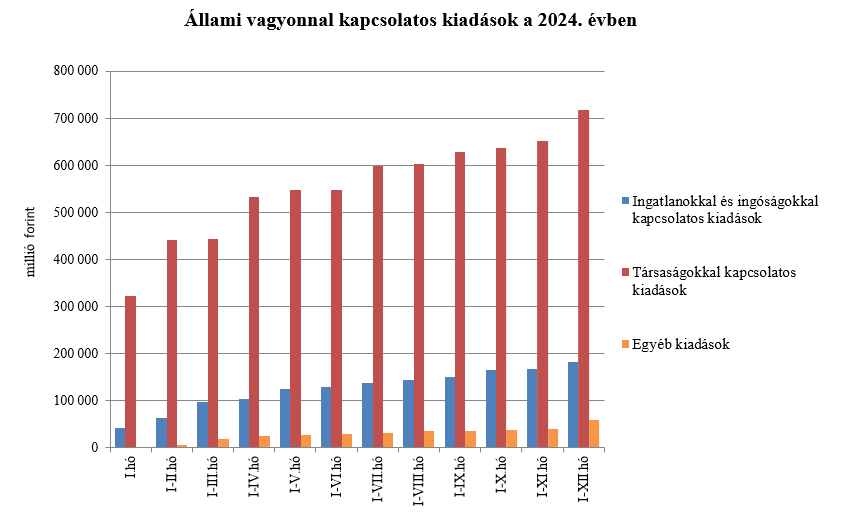 Állami vagyonnal kapcsolatos kiadások a 2024. évben
800 000
700 000
600 000
500 000
400 000
300 000
200 000
100 000
0
millió forint
I.hó
I-II.hó
I-III.hó
I-IV.hó
I-V.hó
I-VI.hó
I-VII.hó
I-VIII.hó
I-IX.hó
I-X.hó
I-XI.hó
I-XII.hó
Ingatlanokkal és ingóságokkal
kapcsolatos kiadások
Társaságokkal kapcsolatos
kiadások
Egyéb kiadások